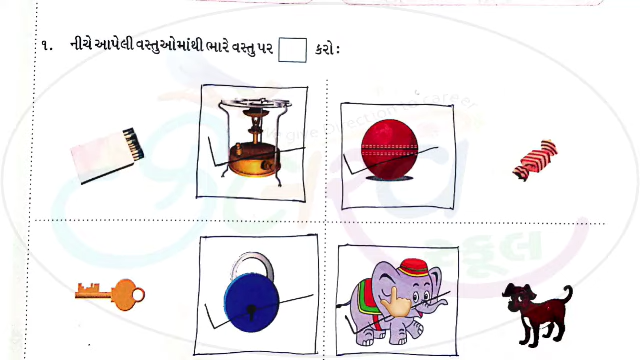 ૧. નીચે આપેલી વસ્તુઓમાંથી ભારે વસ્તુ પર કરો :
સ્કૂલ